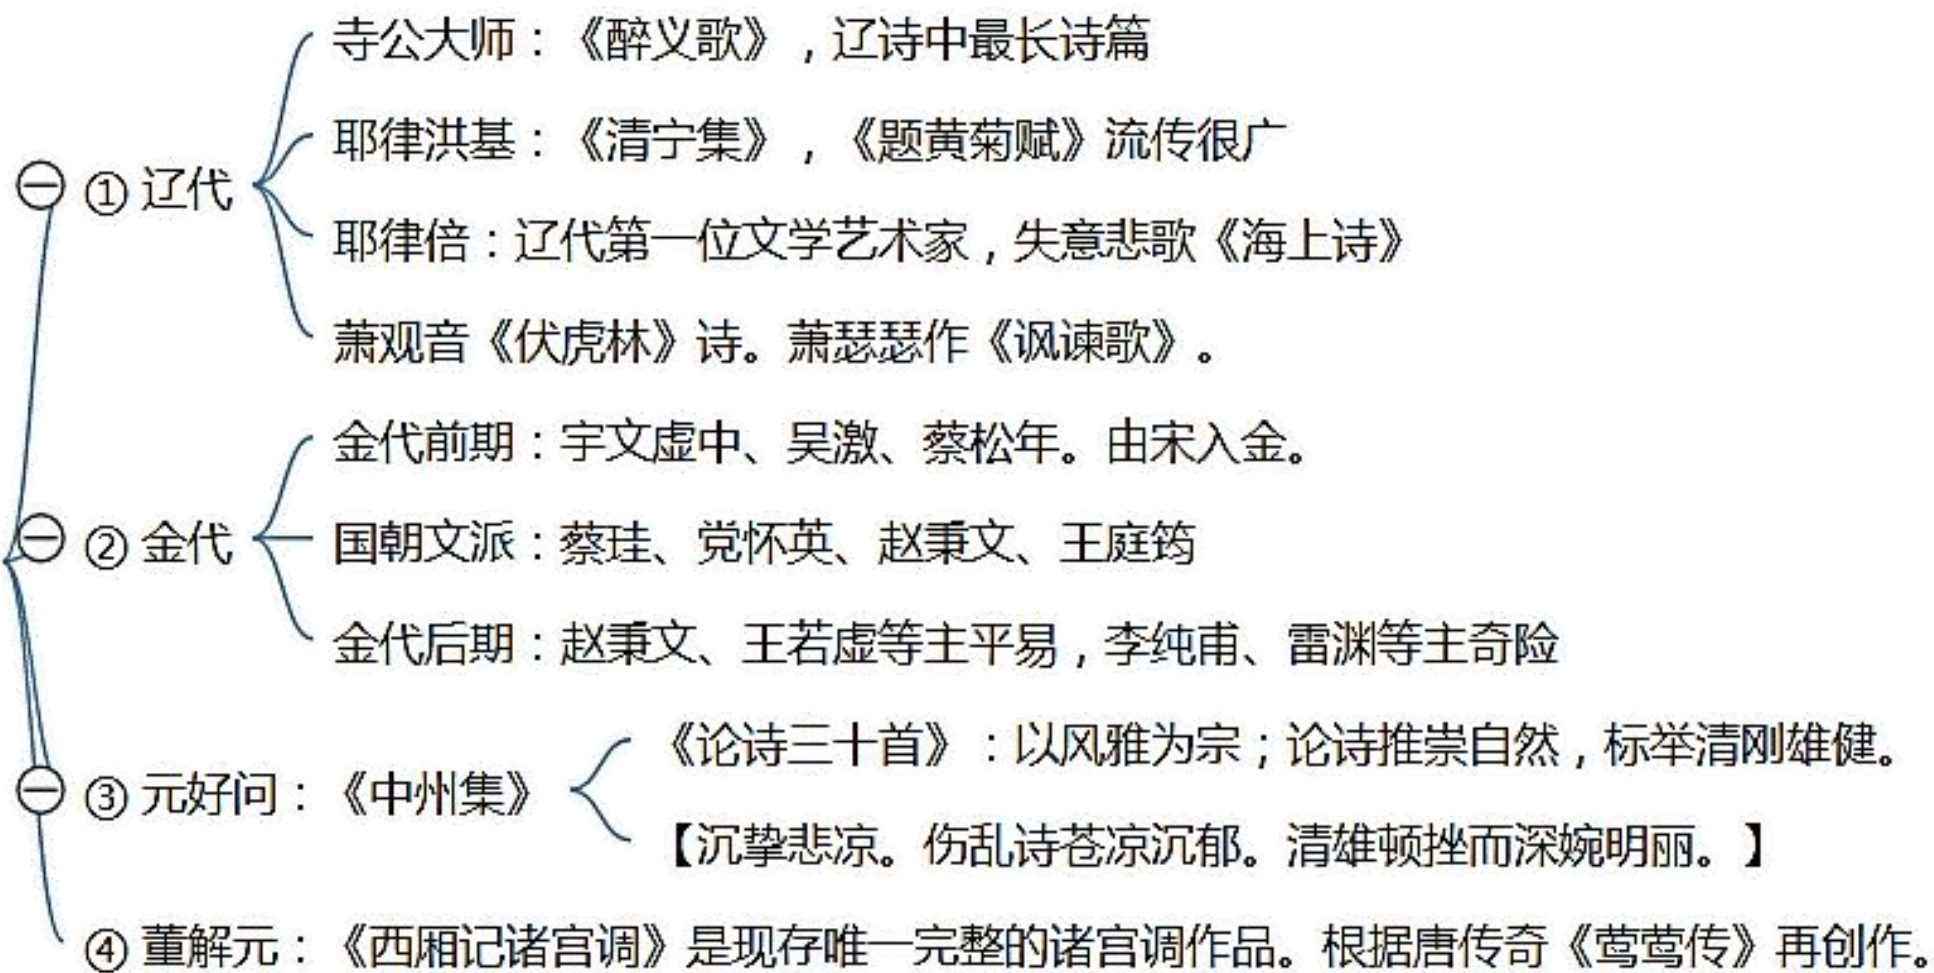 ① 辽代
寺公大师：《醉义歌》，辽诗中最长诗篇
耶律洪基：《清宁集》，《题黄菊赋》流传很广
耶律倍：辽代第一位文学艺术家，失意悲歌《海上诗》
萧观音《伏虎林》诗。萧瑟瑟作《讽谏歌》。
② 金代
金代前期：宇文虚中、吴激、蔡松年。由宋入金。
国朝文派：蔡珪、党怀英、赵秉文、王庭筠
金代后期：赵秉文、王若虚等主平易，李纯甫、雷渊等主奇险
③ 元好问：《中州集》
《论诗三十首》：以风雅为宗；论诗推崇自然，标举清刚雄健。
【沉挚悲凉。伤乱诗苍凉沉郁。清雄顿挫而深婉明丽。】
④ 董解元：《西厢记诸宫调》是现存唯一完整的诸宫调作品。根据唐传奇《莺莺传》再创作。